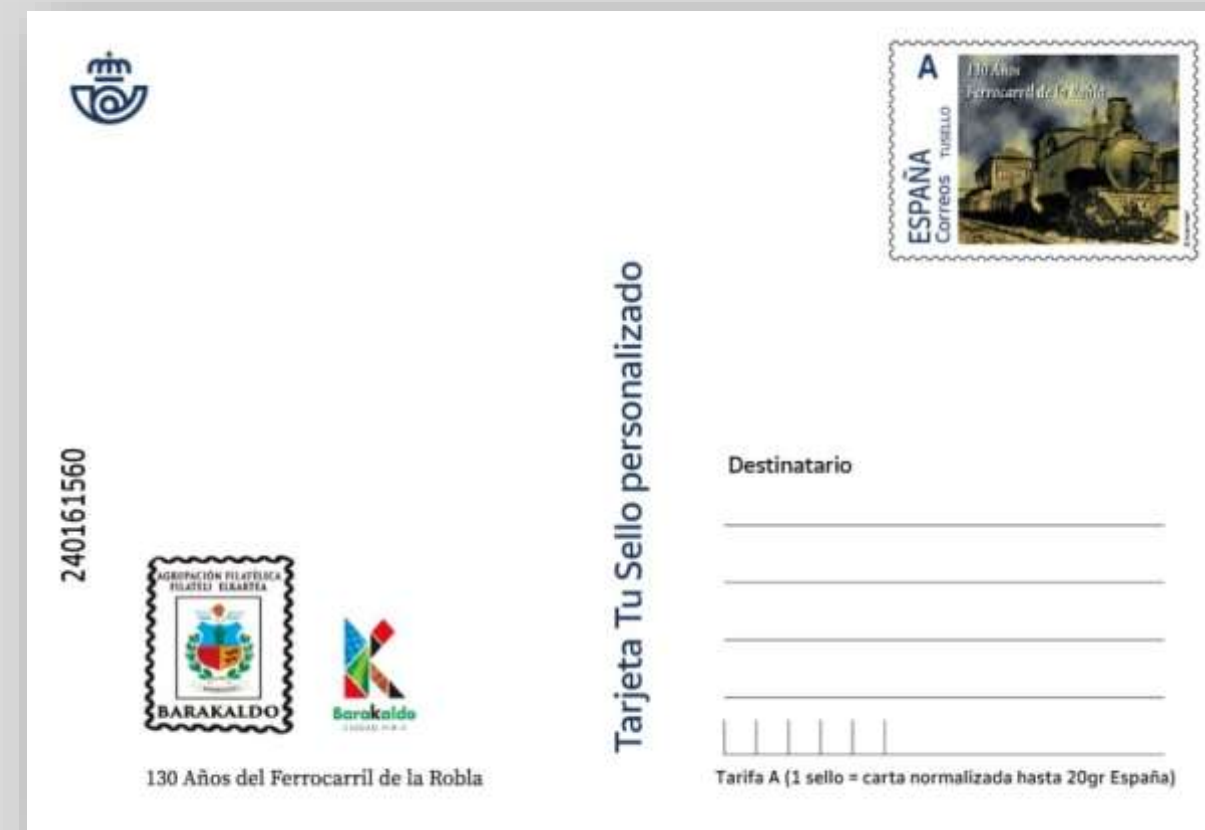 A
130 Años
Ferrocarril de la Robla
ESPAÑA
Correos TUSELLO
Tarjeta Tu Sello personalizado
240161560
Destinatario
AGRUPACIÓN FILATÉLICA
FILATELI ELKARTEA
BARAKALDO
Barakaldo
130 Años del Ferrocarril de la Robla
Tarifa A (1 sello = carta normalizada hasta 20gr España)